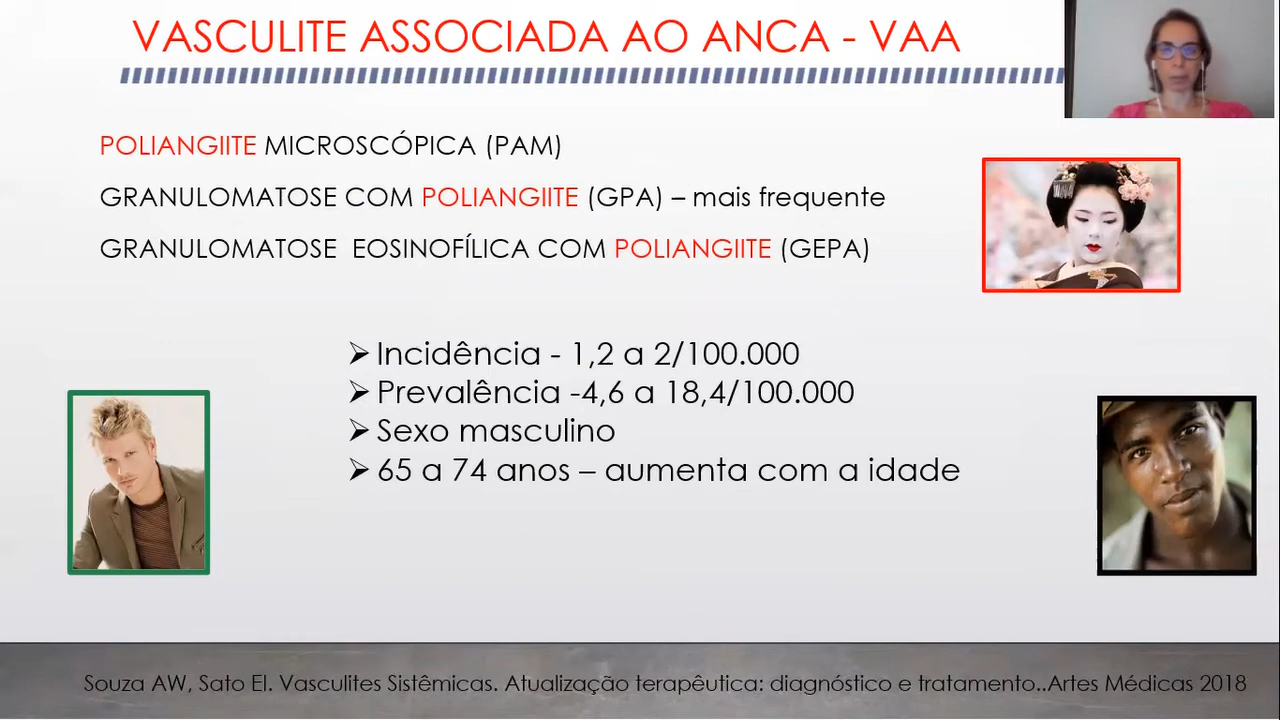 VASCULITE ASSOCIADA AO ANCA - VAA
POLIANGIITE MICROSCÓPICA (PAM)
GRANULOMATOSE COM POLIANGIITE (GPA) – mais frequente
GRANULOMATOSE  EOSINOFÍLICA COM POLIANGIITE (GEPA)
➢ Incidência - 1,2 a 2/100.000
➢ Prevalência -4,6 a 18,4/100.000
➢ Sexo masculino
➢ 65 a 74 anos – aumenta com a idade
Souza AW, Sato EI. Vasculites Sistêmicas. Atualização terapêutica: diagnóstico e tratamento..Artes Médicas 2018